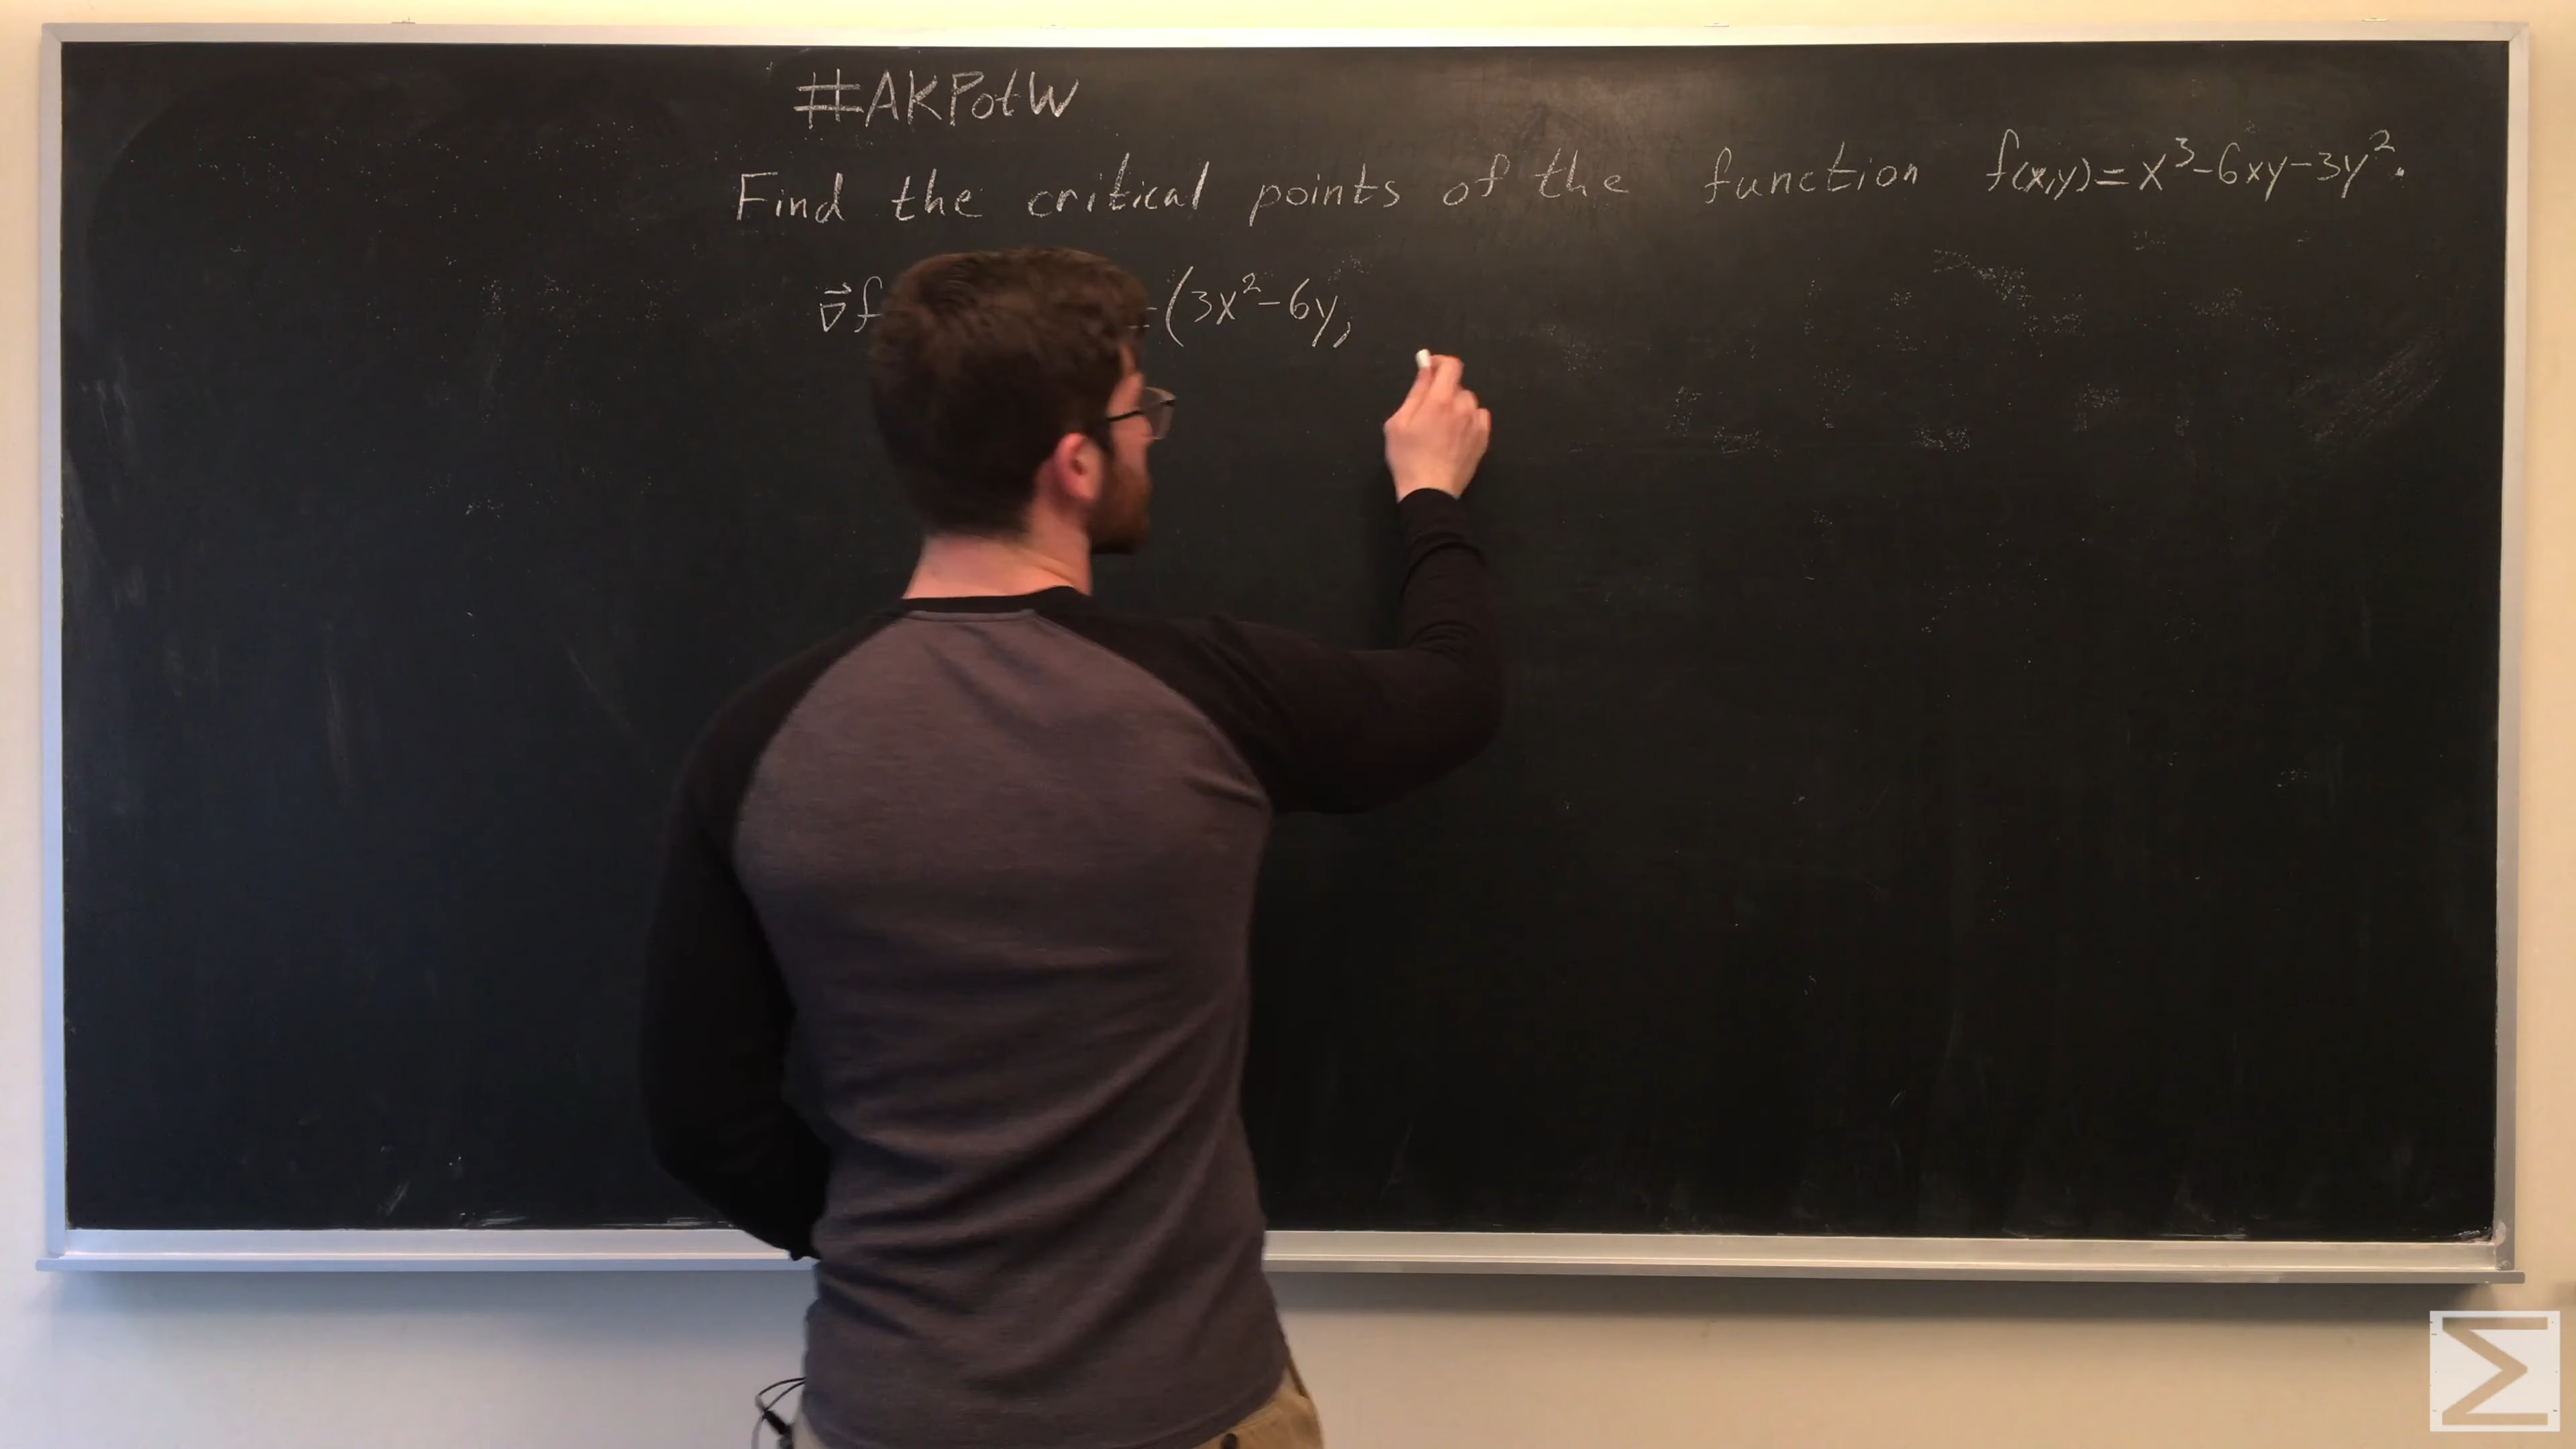 #AKPotW
Find the critical points of the function f(x,y)=x³-6xy-3y².
∇⃗f =(3x²-6y,
Σ